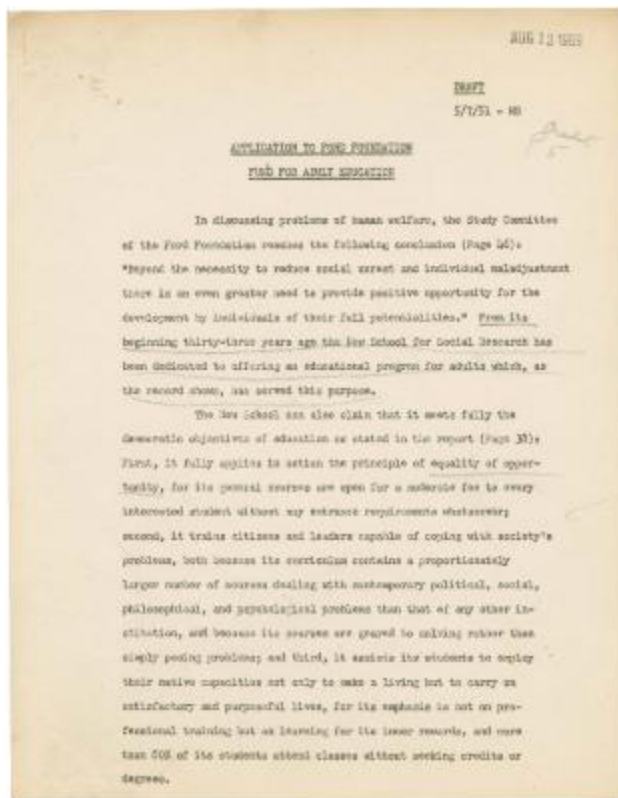 AUG 12 1959
DRAFT
5/7/51 - HS
APPLICATION TO FORD FOUNDATION
FUND FOR ADULT EDUCATION
In discussing problems of human welfare, the Study Committee
of the Ford Foundation reaches the following conclusion (Page 46):
"Beyond the necessity to reduce social unrest and individual maladjustment
there is an even greater need to provide positive opportunity for the
development by individuals of their full potentialities." From its
beginning thirty-three years ago the New School for Social Research has
been dedicated to offering an educational program for adults which, as
the record shows, has served this purpose.
The New School can also claim that it meets fully the
democratic objectives of education as stated in the report (Page 38):
First, it fully applies in action the principle of equality of oppor-
tunity, for its general courses are open for a moderate fee to every
interested student without any entrance requirements whatsoever;
second, it trains citizens and leaders capable of coping with society's
problems, both because its curriculum contains a proportionately
larger number of courses dealing with contemporary political, social,
philosophical, and psychological problems than that of any other in-
stitution, and because its courses are geared to solving rather than
simply posing problems; and third, it assists its students to employ
their native capacities not only to make a living but to carry on
satisfactory and purposeful lives, for its emphasis is not on pro-
fessional training but on learning for its inner rewards, and more
than 80% of its students attend classes without seeking credits or
degrees.